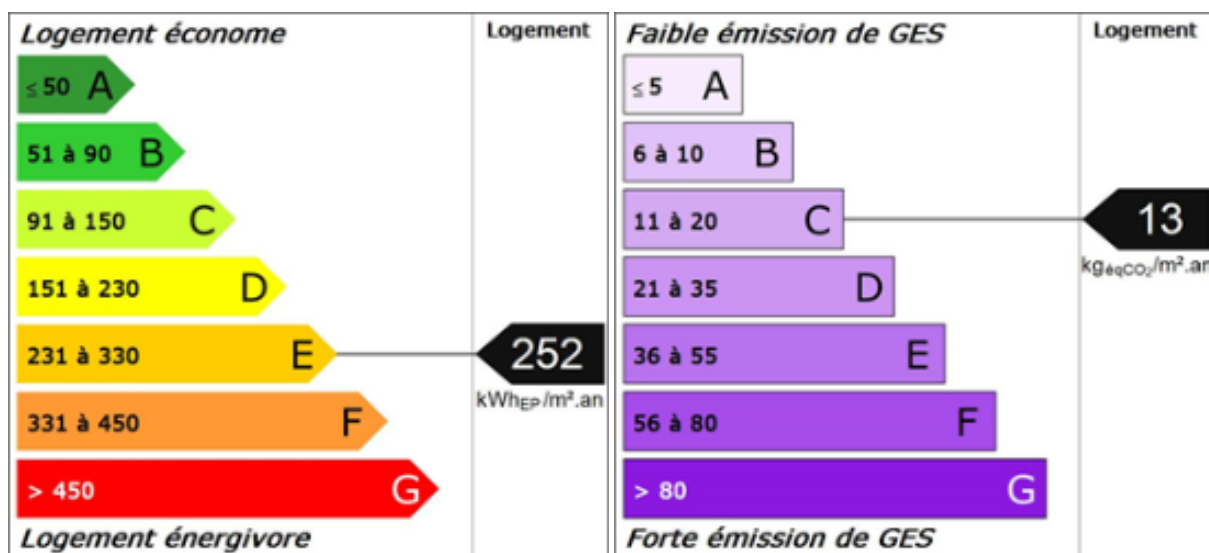 Logement économe
Logement
≤ 50 A
51 à 90 B
91 à 150 C
151 à 230 D
231 à 330 E
252
kWhEP/m².an
331 à 450 F
> 450 G
Logement énergivore
Faible émission de GES
Logement
≤ 5 A
6 à 10 B
11 à 20 C
13
kgéqCO₂/m².an
21 à 35 D
36 à 55 E
56 à 80 F
> 80 G
Forte émission de GES